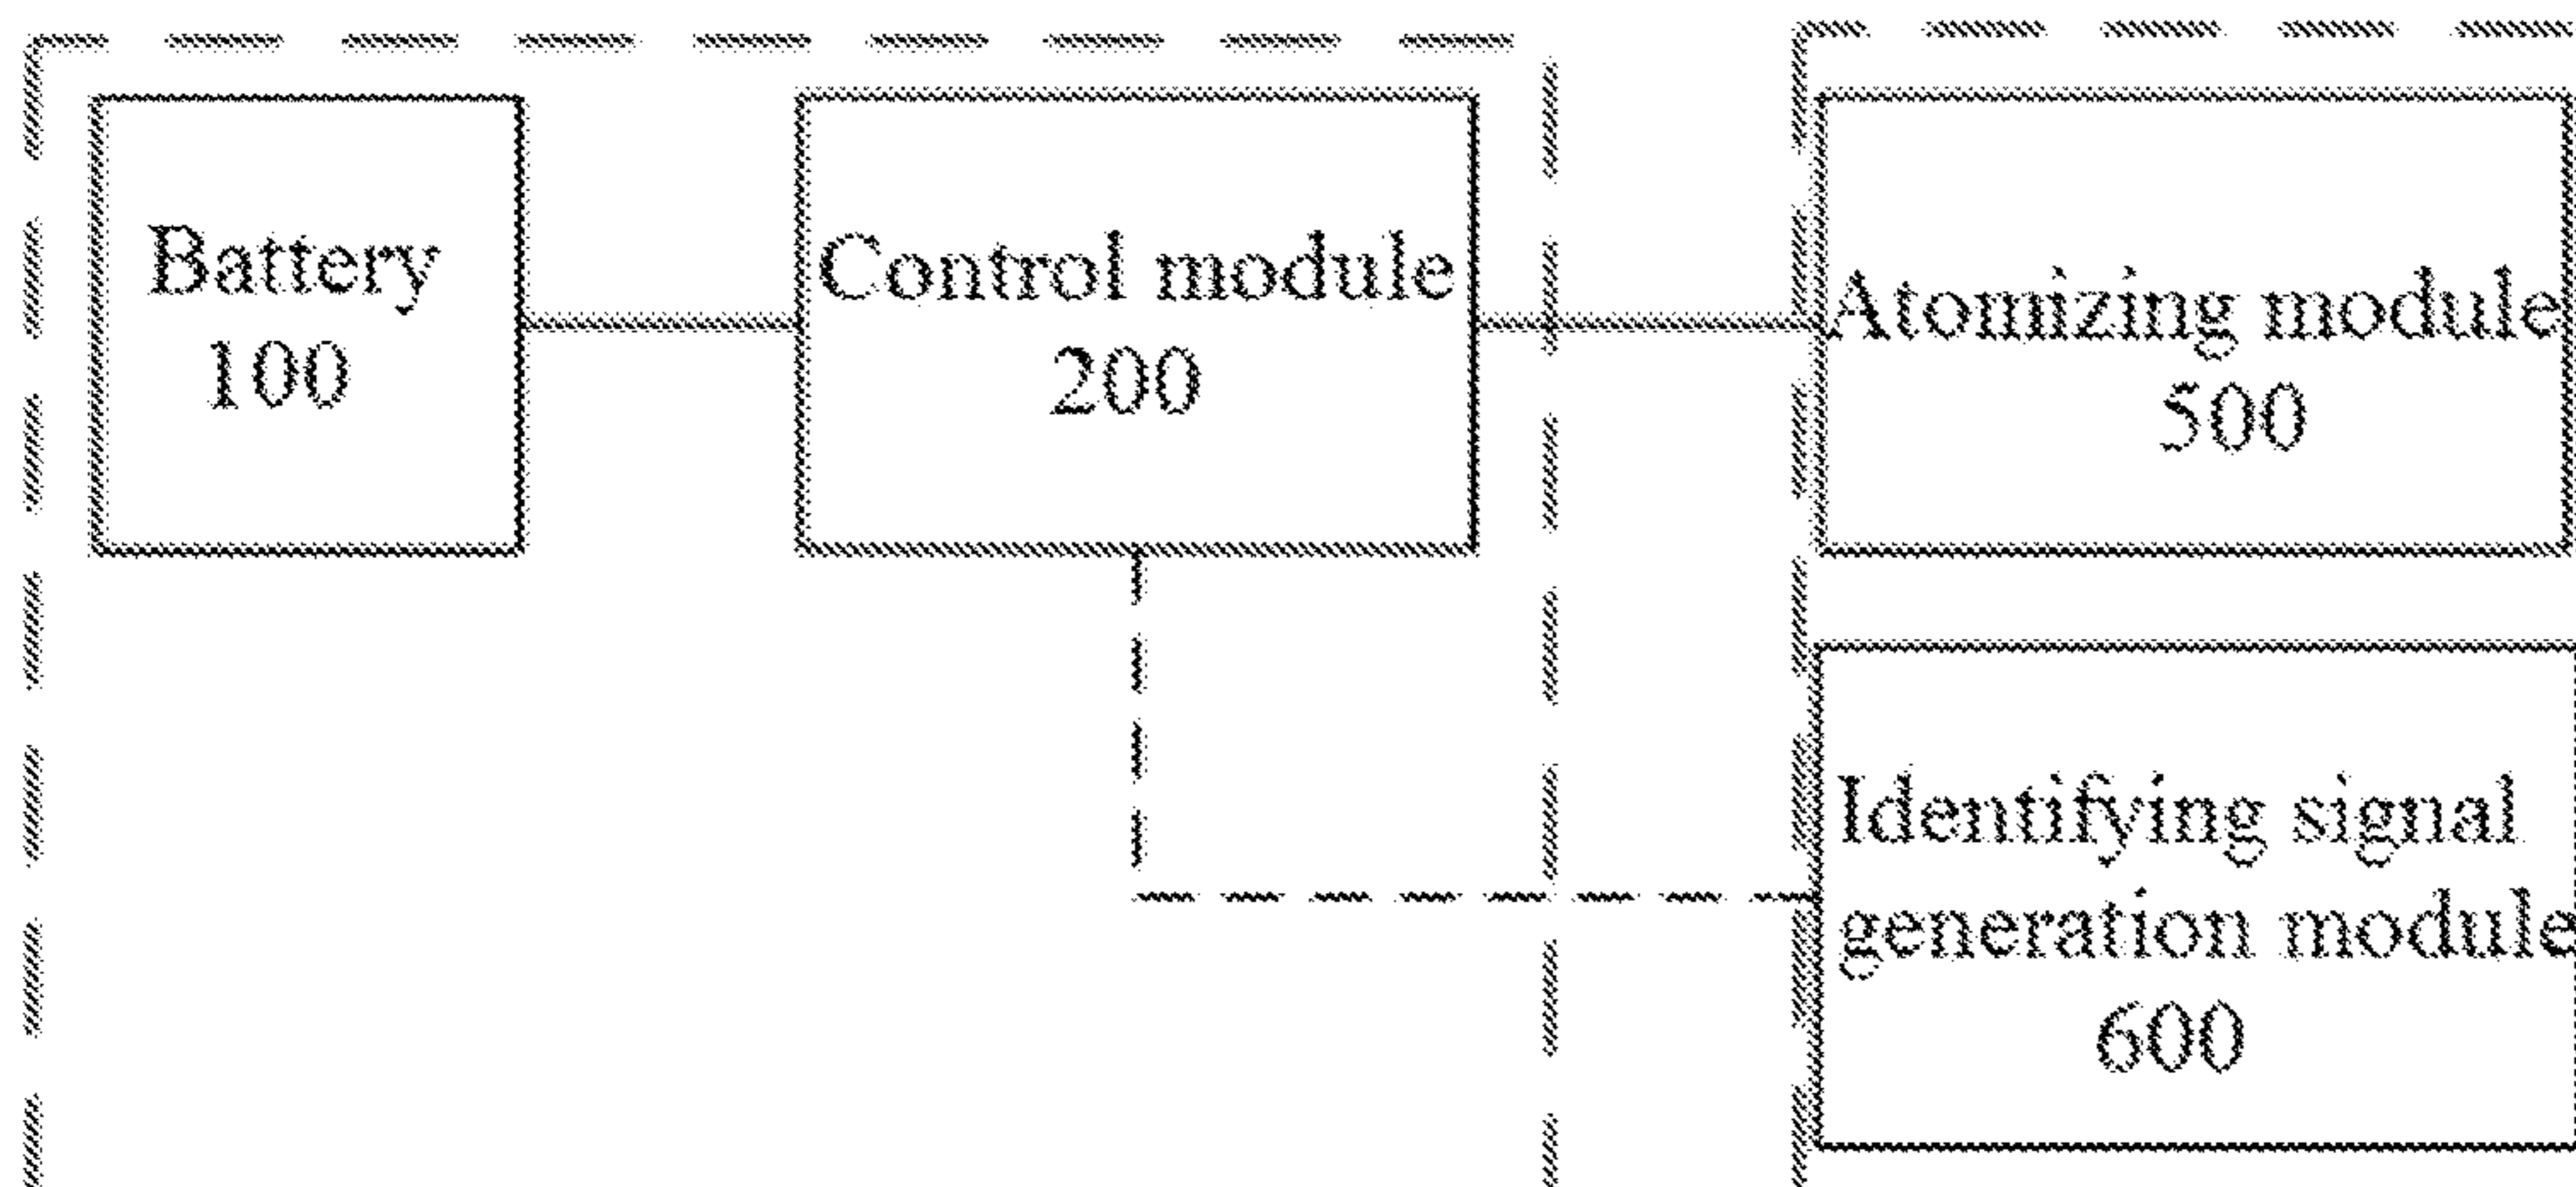 Battery
100
Control module
200
Atomizing module
500
Identifying signal
generation module
600